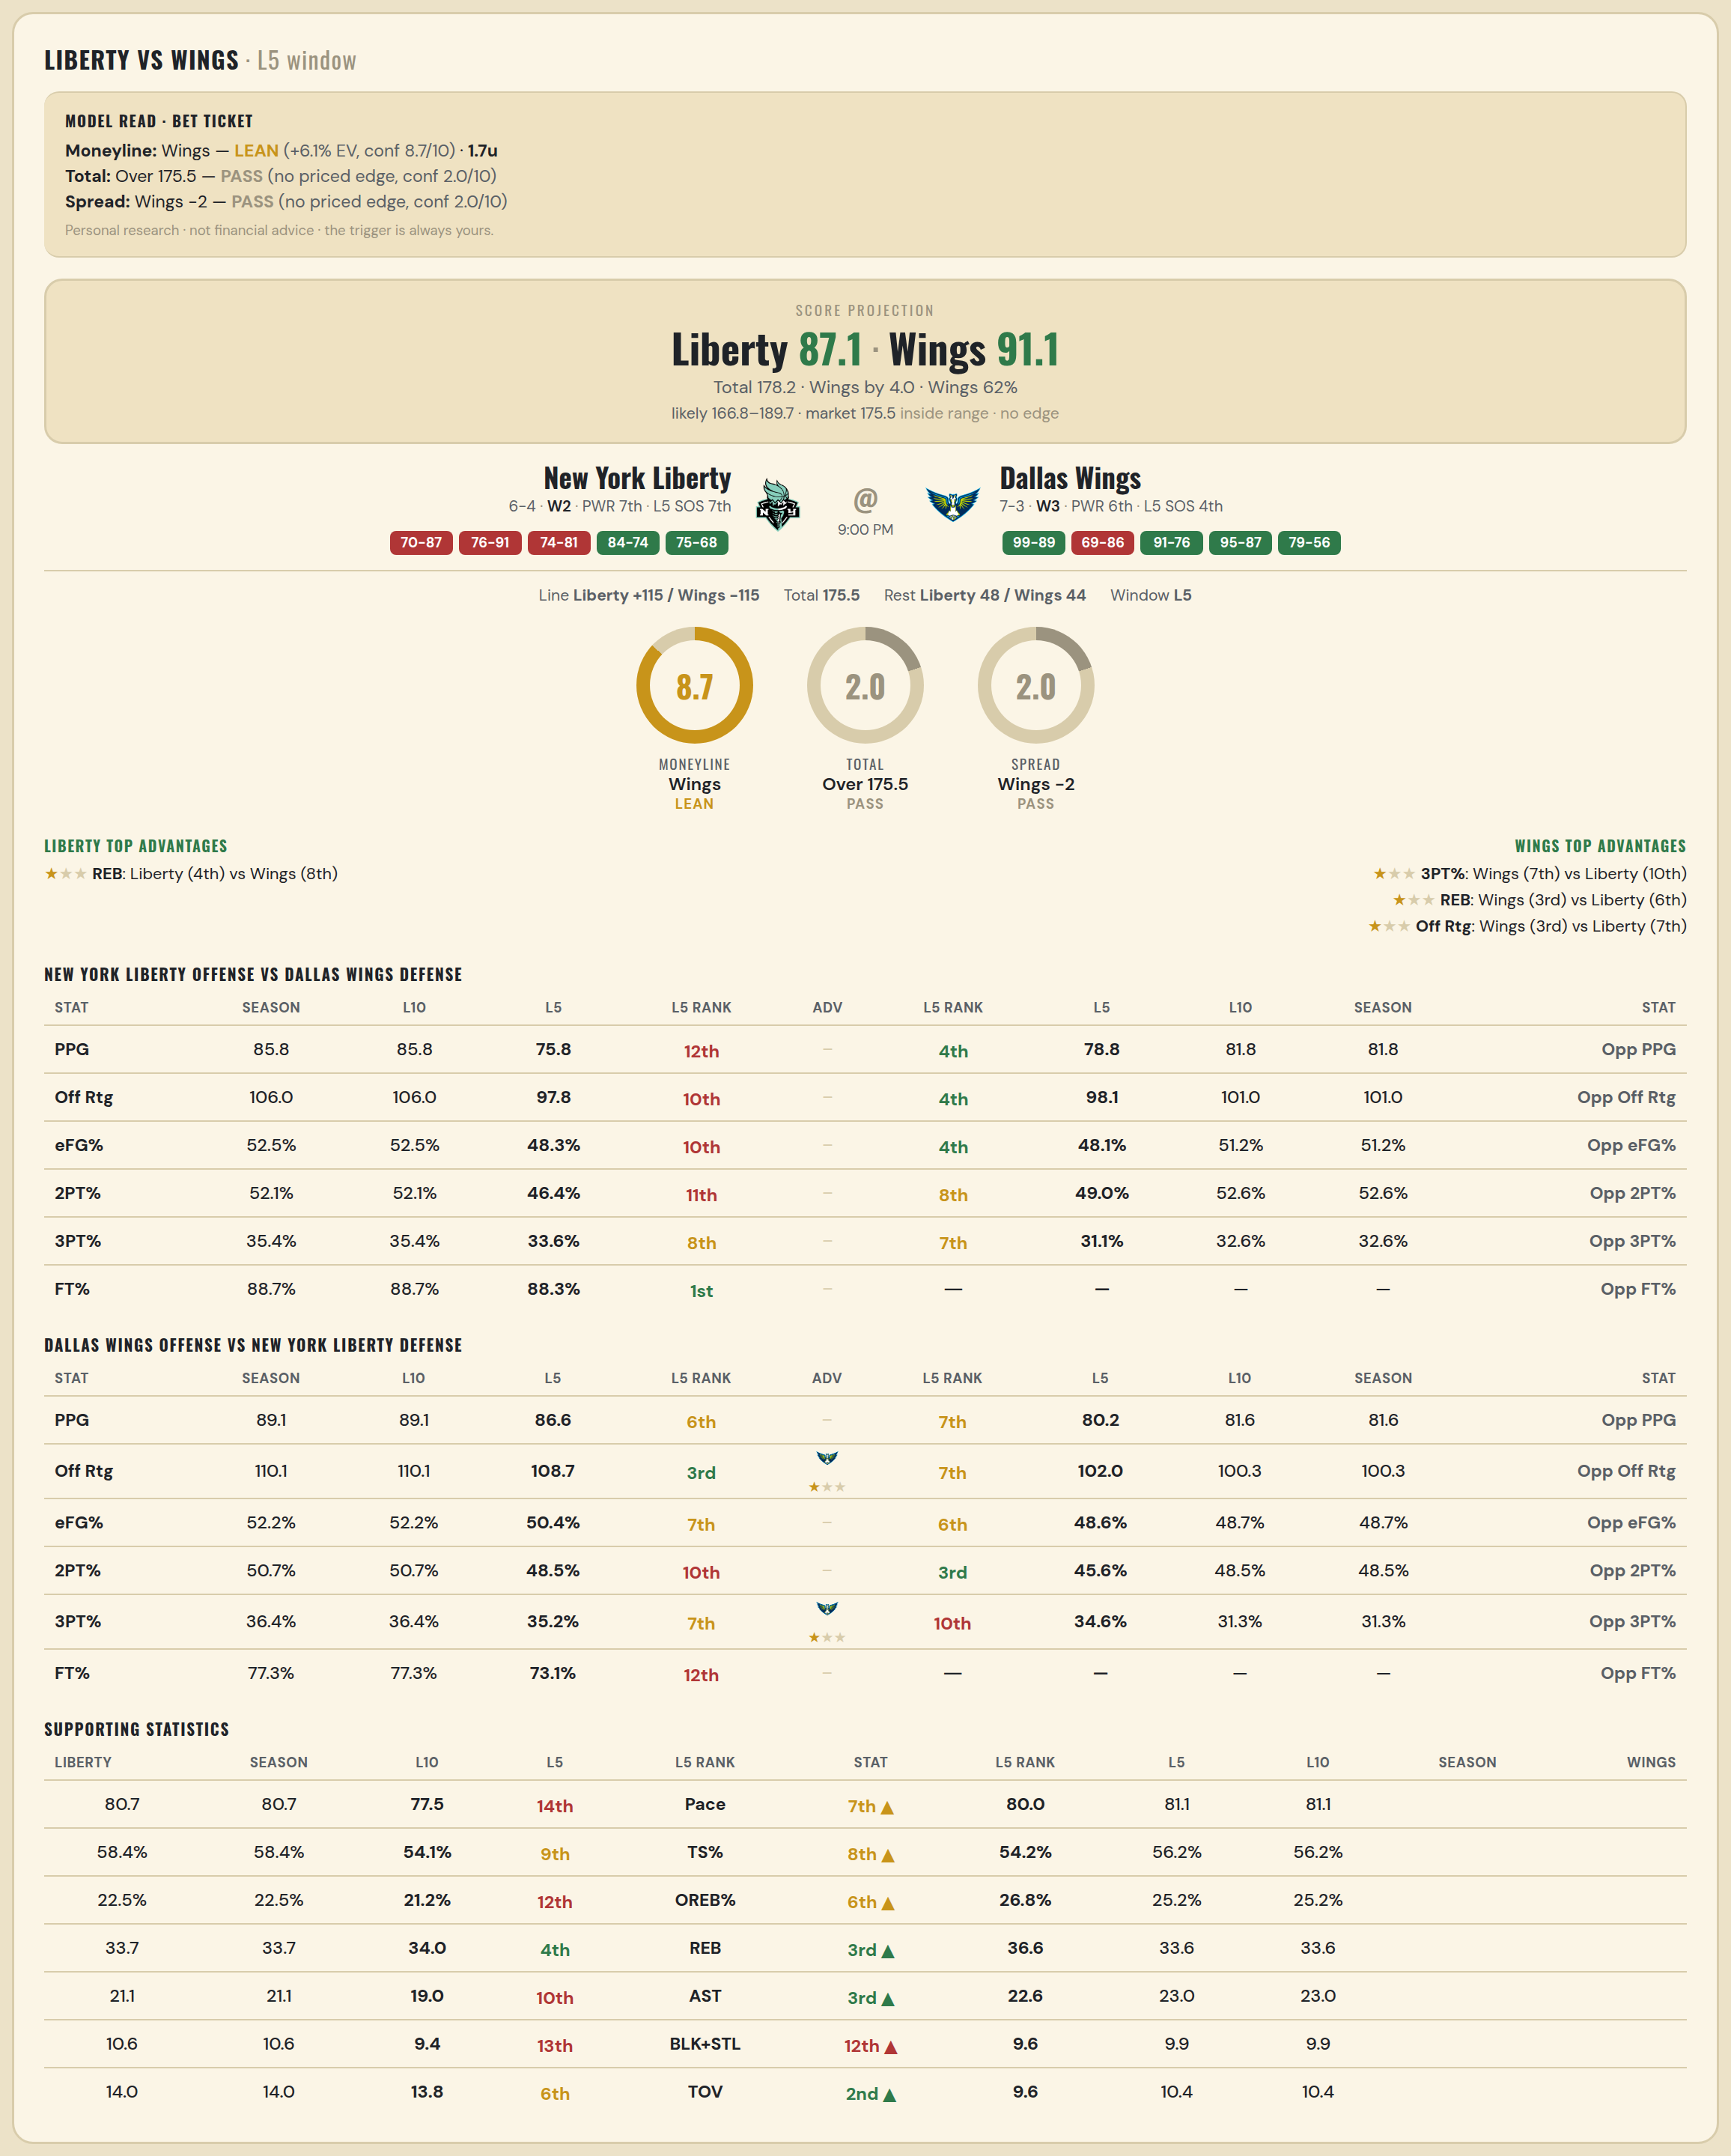 LIBERTY VS WINGS · L5 window
MODEL READ · BET TICKET
Moneyline: Wings — LEAN (+6.1% EV, conf 8.7/10) · 1.7u
Total: Over 175.5 — PASS (no priced edge, conf 2.0/10)
Spread: Wings -2 — PASS (no priced edge, conf 2.0/10)
Personal research · not financial advice · the trigger is always yours.
SCORE PROJECTION
Liberty 87.1 · Wings 91.1
Total 178.2 · Wings by 4.0 · Wings 62%
likely 166.8–189.7 · market 175.5 inside range · no edge
New York Liberty @ Dallas Wings
6-4 · W2 · PWR 7th · L5 SOS 7th 7-3 · W3 · PWR 6th · L5 SOS 4th
9:00 PM
70-87 76-91 74-81 84-74 75-68 99-89 69-86 91-76 95-87 79-56
Line Liberty +115 / Wings -115 Total 175.5 Rest Liberty 48 / Wings 44 Window L5
8.7 2.0 2.0
MONEYLINE TOTAL SPREAD
Wings Over 175.5 Wings -2
LEAN PASS PASS
LIBERTY TOP ADVANTAGES WINGS TOP ADVANTAGES
★★★ REB: Liberty (4th) vs Wings (8th) ★★★ 3PT%: Wings (7th) vs Liberty (10th)
★★★ REB: Wings (3rd) vs Liberty (6th)
★★★ Off Rtg: Wings (3rd) vs Liberty (7th)
NEW YORK LIBERTY OFFENSE VS DALLAS WINGS DEFENSE
STAT SEASON L10 L5 L5 RANK ADV L5 RANK L5 L10 SEASON STAT
PPG 85.8 85.8 75.8 12th — 4th 78.8 81.8 81.8 Opp PPG
Off Rtg 106.0 106.0 97.8 10th — 4th 98.1 101.0 101.0 Opp Off Rtg
eFG% 52.5% 52.5% 48.3% 10th — 4th 48.1% 51.2% 51.2% Opp eFG%
2PT% 52.1% 52.1% 46.4% 11th — 8th 49.0% 52.6% 52.6% Opp 2PT%
3PT% 35.4% 35.4% 33.6% 8th — 7th 31.1% 32.6% 32.6% Opp 3PT%
FT% 88.7% 88.7% 88.3% 1st — — — — — Opp FT%
DALLAS WINGS OFFENSE VS NEW YORK LIBERTY DEFENSE
STAT SEASON L10 L5 L5 RANK ADV L5 RANK L5 L10 SEASON STAT
PPG 89.1 89.1 86.6 6th — 7th 80.2 81.6 81.6 Opp PPG
Off Rtg 110.1 110.1 108.7 3rd ★★★ 7th 102.0 100.3 100.3 Opp Off Rtg
eFG% 52.2% 52.2% 50.4% 7th — 6th 48.6% 48.7% 48.7% Opp eFG%
2PT% 50.7% 50.7% 48.5% 10th — 3rd 45.6% 48.5% 48.5% Opp 2PT%
3PT% 36.4% 36.4% 35.2% 7th ★★★ 10th 34.6% 31.3% 31.3% Opp 3PT%
FT% 77.3% 77.3% 73.1% 12th — — — — — Opp FT%
SUPPORTING STATISTICS
LIBERTY SEASON L10 L5 L5 RANK STAT L5 RANK L5 L10 SEASON WINGS
80.7 80.7 77.5 14th Pace 7th ▲ 80.0 81.1 81.1
58.4% 58.4% 54.1% 9th TS% 8th ▲ 54.2% 56.2% 56.2%
22.5% 22.5% 21.2% 12th OREB% 6th ▲ 26.8% 25.2% 25.2%
33.7 33.7 34.0 4th REB 3rd ▲ 36.6 33.6 33.6
21.1 21.1 19.0 10th AST 3rd ▲ 22.6 23.0 23.0
10.6 10.6 9.4 13th BLK+STL 12th ▲ 9.6 9.9 9.9
14.0 14.0 13.8 6th TOV 2nd ▲ 9.6 10.4 10.4